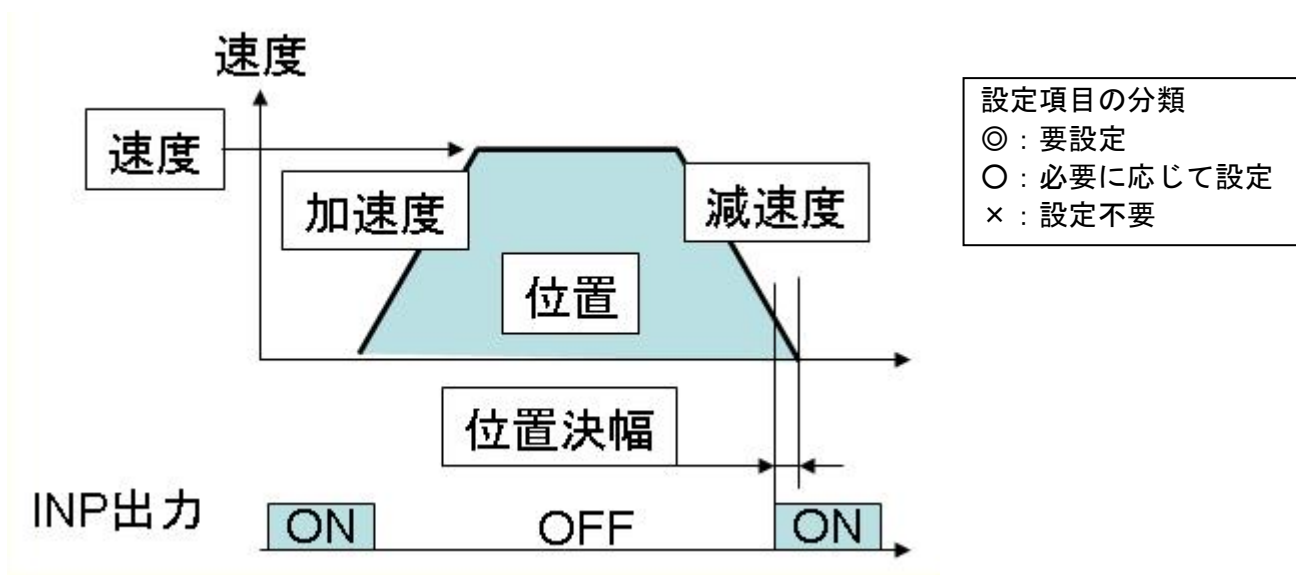 速度
速度
加速度
減速度
位置
位置決幅
INP出力
ON
OFF
ON
設定項目の分類
◎：要設定
○：必要に応じて設定
×：設定不要